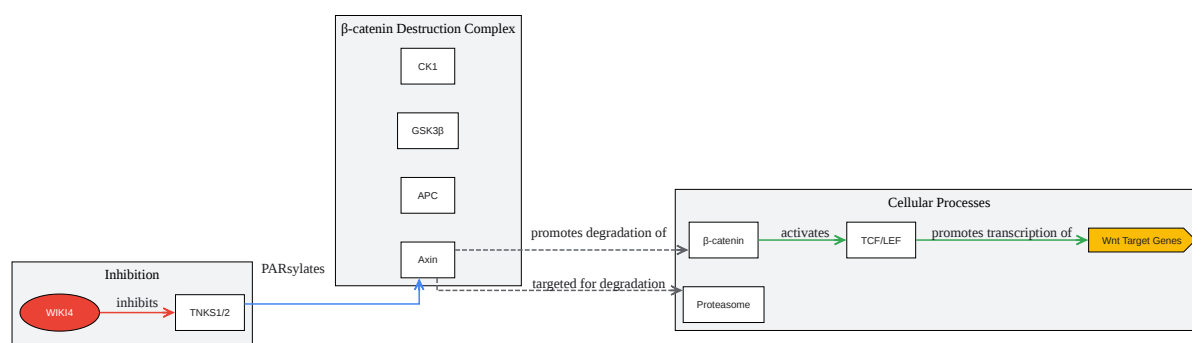 β-catenin Destruction Complex
CK1
GSK3β
APC
Axin
Inhibition
WIKI4
inhibits
TNKS1/2
PARsylates
promotes degradation of
targeted for degradation
Cellular Processes
β-catenin
activates
TCF/LEF
promotes transcription of
Wnt Target Genes
Proteasome